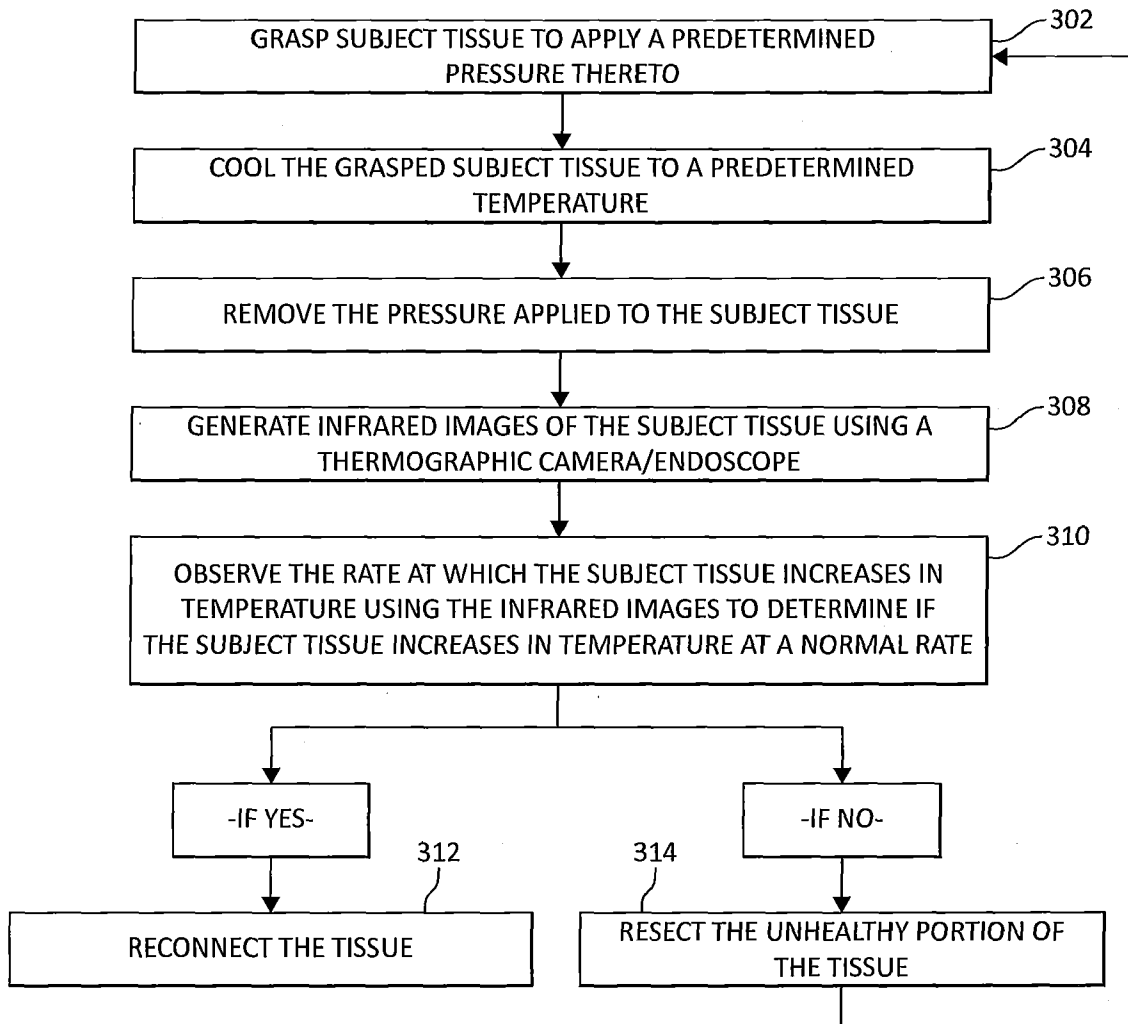 302
GRASP SUBJECT TISSUE TO APPLY A PREDETERMINED
PRESSURE THERETO
304
COOL THE GRASPED SUBJECT TISSUE TO A PREDETERMINED
TEMPERATURE
306
REMOVE THE PRESSURE APPLIED TO THE SUBJECT TISSUE
308
GENERATE INFRARED IMAGES OF THE SUBJECT TISSUE USING A
THERMOGRAPHIC CAMERA/ENDOSCOPE
310
OBSERVE THE RATE AT WHICH THE SUBJECT TISSUE INCREASES IN
TEMPERATURE USING THE INFRARED IMAGES TO DETERMINE IF
THE SUBJECT TISSUE INCREASES IN TEMPERATURE AT A NORMAL RATE
-IF YES-
-IF NO-
312
RECONNECT THE TISSUE
314
RESECT THE UNHEALTHY PORTION OF
THE TISSUE